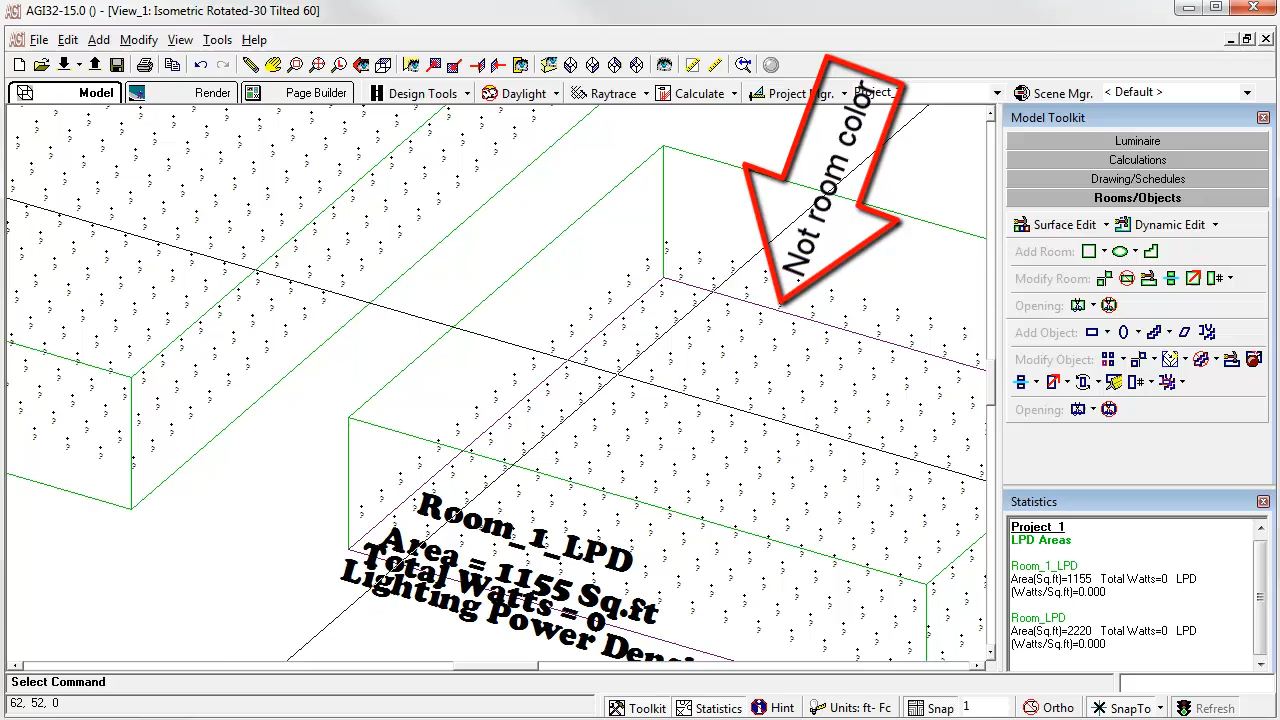 AGI32-15.0 () - [View_1: Isometric Rotated-30 Tilted 60]
File Edit Add Modify View Tools Help
Model Render Page Builder Design Tools Daylight Raytrace Calculate Project Mgr. Project Scene Mgr. < Default >
Not room color
Room_1_LPD
Area = 1155 Sq.ft
Total Watts = 0
Lighting Power Densi
Model Toolkit
Luminaire
Calculations
Drawing/Schedules
Rooms/Objects
Surface Edit Dynamic Edit
Add Room:
Modify Room:
Opening:
Add Object:
Modify Object:
Opening:
Statistics
Project_1
LPD Areas
Room_1_LPD
Area(Sq.ft)=1155 Total Watts=0 LPD
(Watts/Sq.ft)=0.000
Room_LPD
Area(Sq.ft)=2220 Total Watts=0 LPD
(Watts/Sq.ft)=0.000
Select Command
62, 52, 0
Toolkit Statistics Hint Units: ft- Fc Snap 1 Ortho SnapTo Refresh